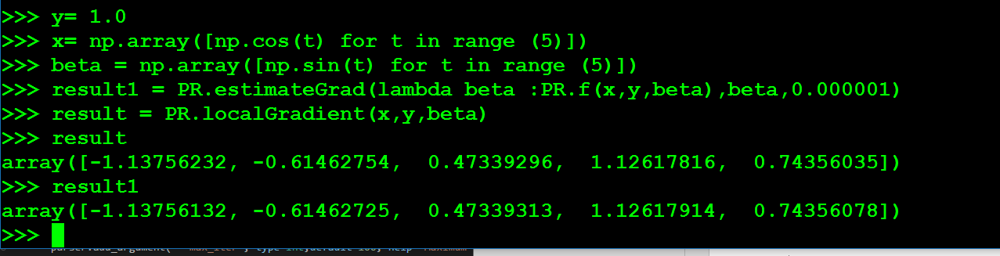 >>> y= 1.0
>>> x= np.array([np.cos(t) for t in range (5)])
>>> beta = np.array([np.sin(t) for t in range (5)])
>>> result1 = PR.estimateGrad(lambda beta :PR.f(x,y,beta),beta,0.000001)
>>> result = PR.localGradient(x,y,beta)
>>> result
array([-1.13756232, -0.61462754,  0.47339296,  1.12617816,  0.74356035])
>>> result1
array([-1.13756132, -0.61462725,  0.47339313,  1.12617914,  0.74356078])
>>>